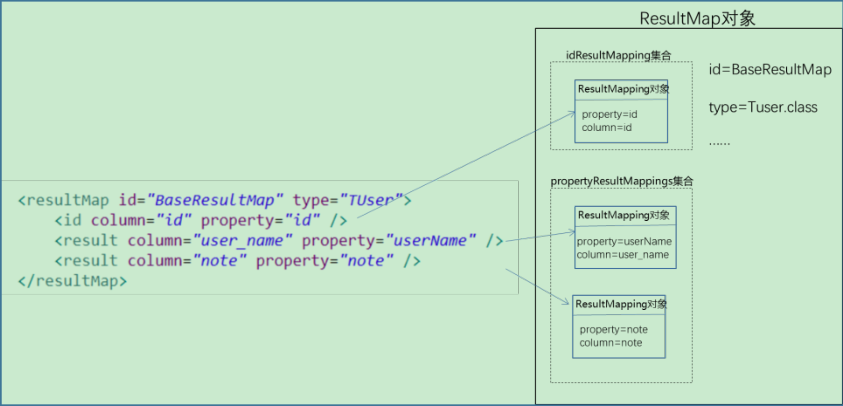 ResultMap对象
idResultMapping集合
ResultMapping对象
property=id
column=id
id=BaseResultMap
type=Tuser.class
......
propertyResultMappings集合
ResultMapping对象
property=userName
column=user_name
ResultMapping对象
property=note
column=note
<resultMap id="BaseResultMap" type="TUser">
<id column="id" property="id" />
<result column="user_name" property="userName" />
<result column="note" property="note" />
</resultMap>